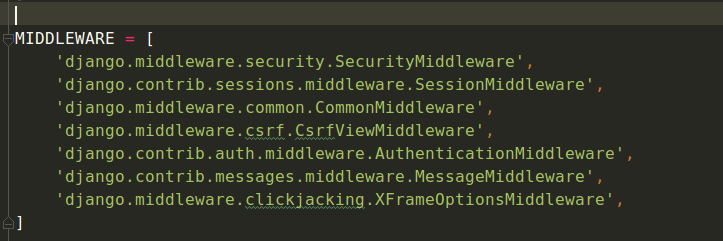 MIDDLEWARE = [
    'django.middleware.security.SecurityMiddleware',
    'django.contrib.sessions.middleware.SessionMiddleware',
    'django.middleware.common.CommonMiddleware',
    'django.middleware.csrf.CsrfViewMiddleware',
    'django.contrib.auth.middleware.AuthenticationMiddleware',
    'django.contrib.messages.middleware.MessageMiddleware',
    'django.middleware.clickjacking.XFrameOptionsMiddleware',
]